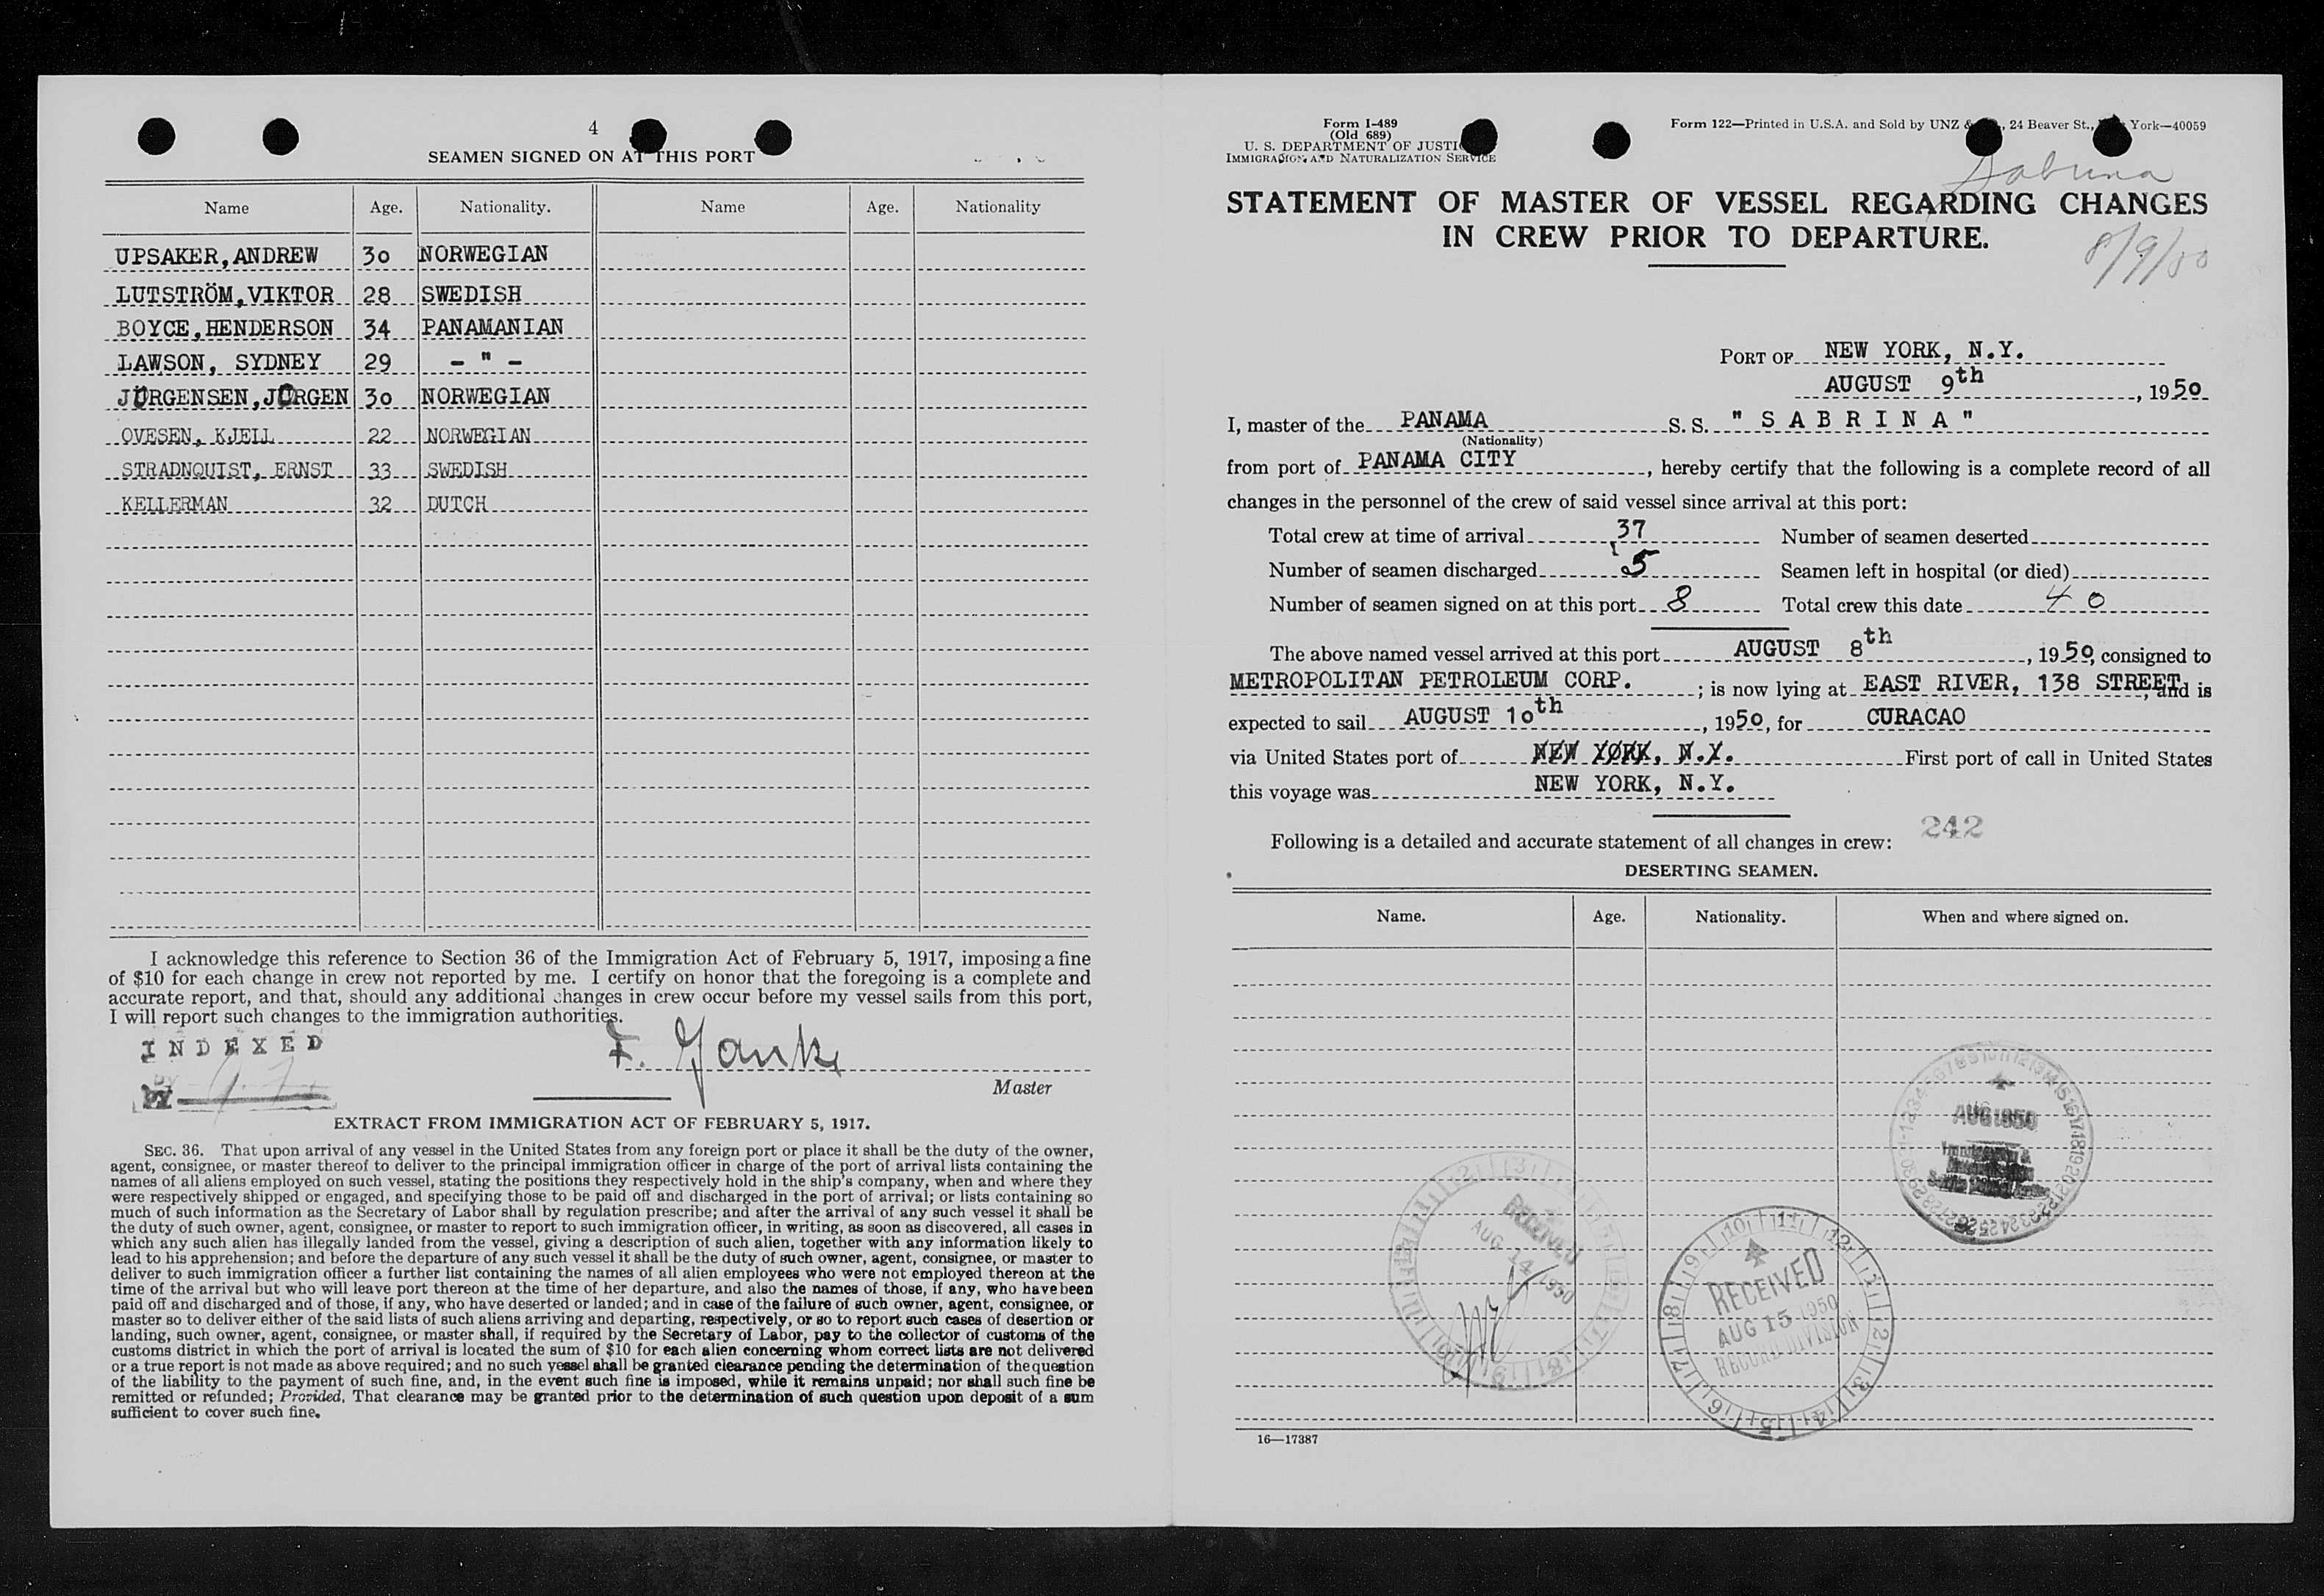 4
SEAMEN SIGNED ON AT THIS PORT
Name Age. Nationality. Name Age. Nationality
UPSAKER, ANDREW 30 NORWEGIAN
LUTSTRÖM, VIKTOR 28 SWEDISH
BOYCE, HENDERSON 34 PANAMANIAN
LAWSON, SYDNEY 29 - " -
JÖRGENSEN, JÖRGEN 30 NORWEGIAN
OVESEN, KJELL 22 NORWEGIAN
STRADNQUIST, ERNST 33 SWEDISH
KELLERMAN 32 DUTCH
I acknowledge this reference to Section 36 of the Immigration Act of February 5, 1917, imposing a fine
of $10 for each change in crew not reported by me. I certify on honor that the foregoing is a complete and
accurate report, and that, should any additional changes in crew occur before my vessel sails from this port,
I will report such changes to the immigration authorities.
INDEXED
BY
F. Yank
Master
EXTRACT FROM IMMIGRATION ACT OF FEBRUARY 5, 1917.
SEC. 36. That upon arrival of any vessel in the United States from any foreign port or place it shall be the duty of the owner,
agent, consignee, or master thereof to deliver to the principal immigration officer in charge of the port of arrival lists containing the
names of all aliens employed on such vessel, stating the positions they respectively hold in the ship's company, when and where they
were respectively shipped or engaged, and specifying those to be paid off and discharged in the port of arrival; or lists containing so
much of such information as the Secretary of Labor shall by regulation prescribe; and after the arrival of any such vessel it shall be
the duty of such owner, agent, consignee, or master to report to such immigration officer, in writing, as soon as discovered, all cases in
which any such alien has illegally landed from the vessel, giving a description of such alien, together with any information likely to
lead to his apprehension; and before the departure of any such vessel it shall be the duty of such owner, agent, consignee, or master to
deliver to such immigration officer a further list containing the names of all alien employees who were not employed thereon at the
time of the arrival but who will leave port thereon at the time of her departure, and also the names of those, if any, who have been
paid off and discharged and of those, if any, who have deserted or landed; and in case of the failure of such owner, agent, consignee, or
master so to deliver either of the said lists of such aliens arriving and departing, respectively, or so to report such cases of desertion or
landing, such owner, agent, consignee, or master shall, if required by the Secretary of Labor, pay to the collector of customs of the
customs district in which the port of arrival is located the sum of $10 for each alien concerning whom correct lists are not delivered
or a true report is not made as above required; and no such vessel shall be granted clearance pending the determination of the question
of the liability to the payment of such fine, and, in the event such fine is imposed, while it remains unpaid; nor shall such fine be
remitted or refunded; Provided, That clearance may be granted prior to the determination of such question upon deposit of a sum
sufficient to cover such fine.
Form I-489
(Old 689)
U. S. DEPARTMENT OF JUSTI
IMMIGRATION AND NATURALIZATION SERVICE
Form 122—Printed in U.S.A. and Sold by UNZ & , 24 Beaver St., York—40059
Sabrina
STATEMENT OF MASTER OF VESSEL REGARDING CHANGES
IN CREW PRIOR TO DEPARTURE.
8/9/50
PORT OF NEW YORK, N.Y.
AUGUST 9th, 1950
I, master of the PANAMA S. S. " S A B R I N A "
(Nationality)
from port of PANAMA CITY, hereby certify that the following is a complete record of all
changes in the personnel of the crew of said vessel since arrival at this port:
Total crew at time of arrival 37 Number of seamen deserted
Number of seamen discharged 5 Seamen left in hospital (or died)
Number of seamen signed on at this port 8 Total crew this date 40
The above named vessel arrived at this port AUGUST 8th, 1950, consigned to
METROPOLITAN PETROLEUM CORP.; is now lying at EAST RIVER, 138 STREET, and is
expected to sail AUGUST 10th, 1950, for CURACAO
via United States port of NEW YORK, N.Y. First port of call in United States
this voyage was NEW YORK, N.Y.
242
Following is a detailed and accurate statement of all changes in crew:
DESERTING SEAMEN.
Name. Age. Nationality. When and where signed on.
AUG 1950
RECEIVED
AUG 14 1950
RECEIVED
AUG 15 1950
RECORD DIVISION
16—17387